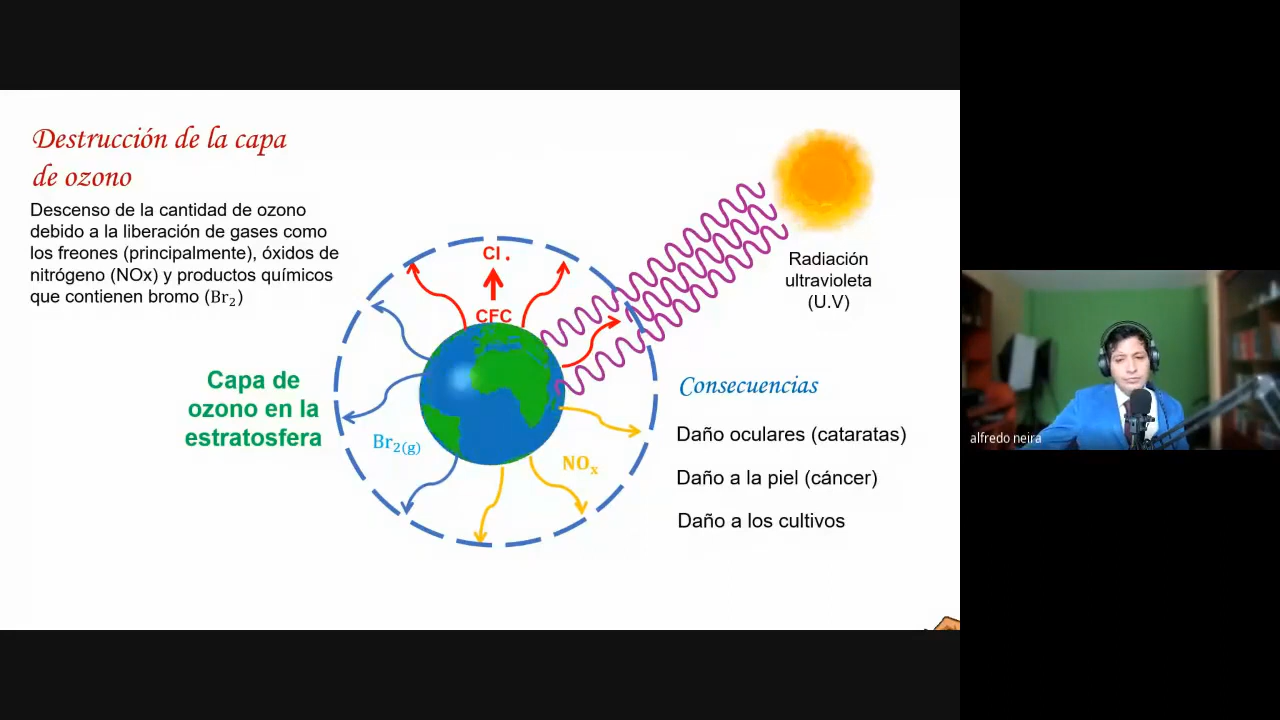 Destrucción de la capa
de ozono
Descenso de la cantidad de ozono
debido a la liberación de gases como
los freones (principalmente), óxidos de
nitrógeno (NOx) y productos químicos
que contienen bromo (Br₂)
Capa de
ozono en la
estratosfera
Cl .
CFC
Br₂₍g₎
NOₓ
Radiación
ultravioleta
(U.V)
Consecuencias
Daño oculares (cataratas)
Daño a la piel (cáncer)
Daño a los cultivos
alfredo neira